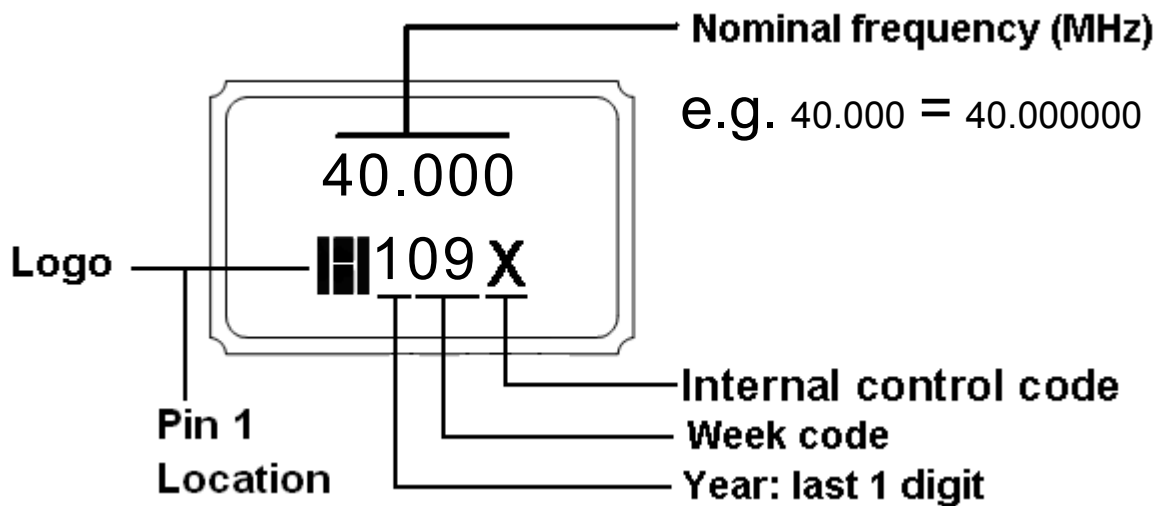 Nominal frequency (MHz)
e.g. 40.000 = 40.000000
40.000
Logo
109 X
Internal control code
Pin 1
Location
Week code
Year: last 1 digit